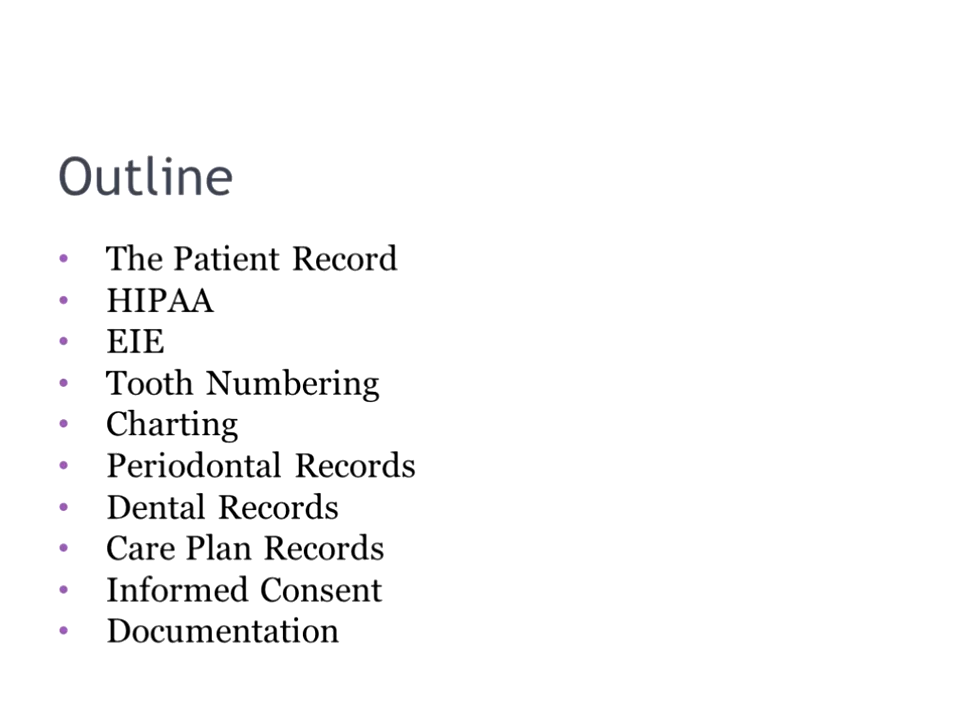 Outline
• The Patient Record
• HIPAA
• EIE
• Tooth Numbering
• Charting
• Periodontal Records
• Dental Records
• Care Plan Records
• Informed Consent
• Documentation